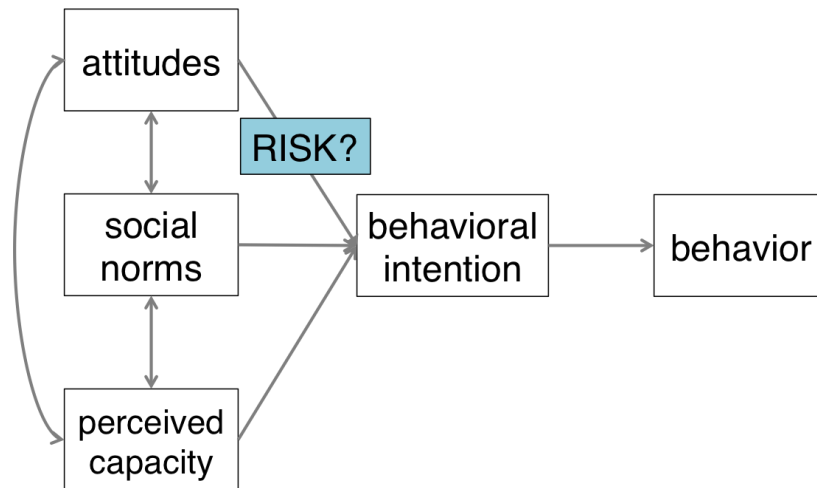 attitudes
RISK?
social
norms
behavioral
intention
behavior
perceived
capacity